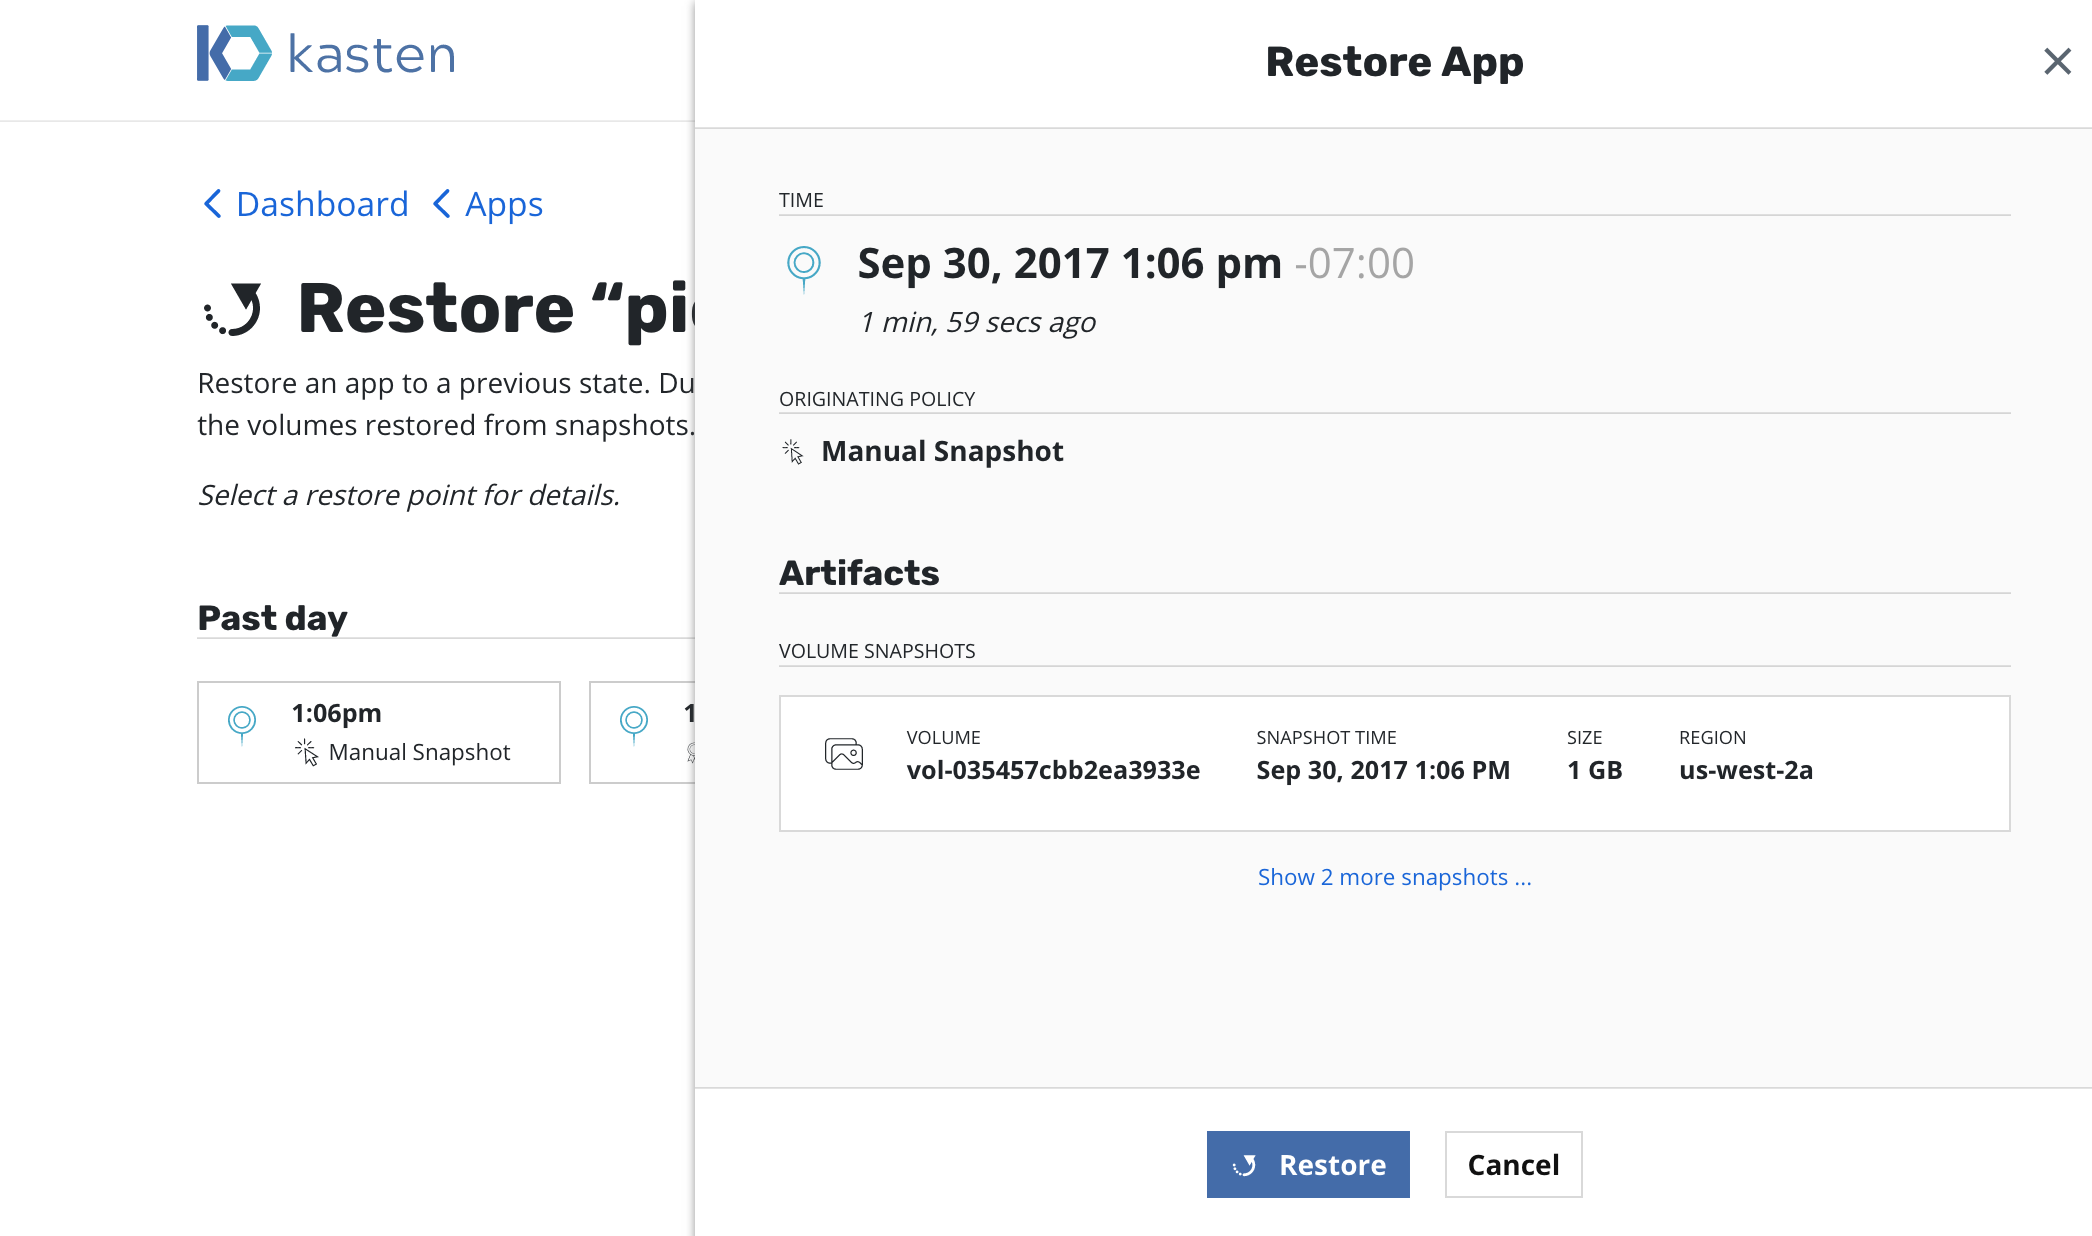 kasten
Dashboard Apps
Restore “pi
Restore an app to a previous state. Du
the volumes restored from snapshots.
Select a restore point for details.
Past day
1:06pm
Manual Snapshot
1
Restore App
TIME
Sep 30, 2017 1:06 pm -07:00
1 min, 59 secs ago
ORIGINATING POLICY
Manual Snapshot
Artifacts
VOLUME SNAPSHOTS
VOLUME SNAPSHOT TIME SIZE REGION
vol-035457cbb2ea3933e Sep 30, 2017 1:06 PM 1 GB us-west-2a
Show 2 more snapshots ...
Restore Cancel